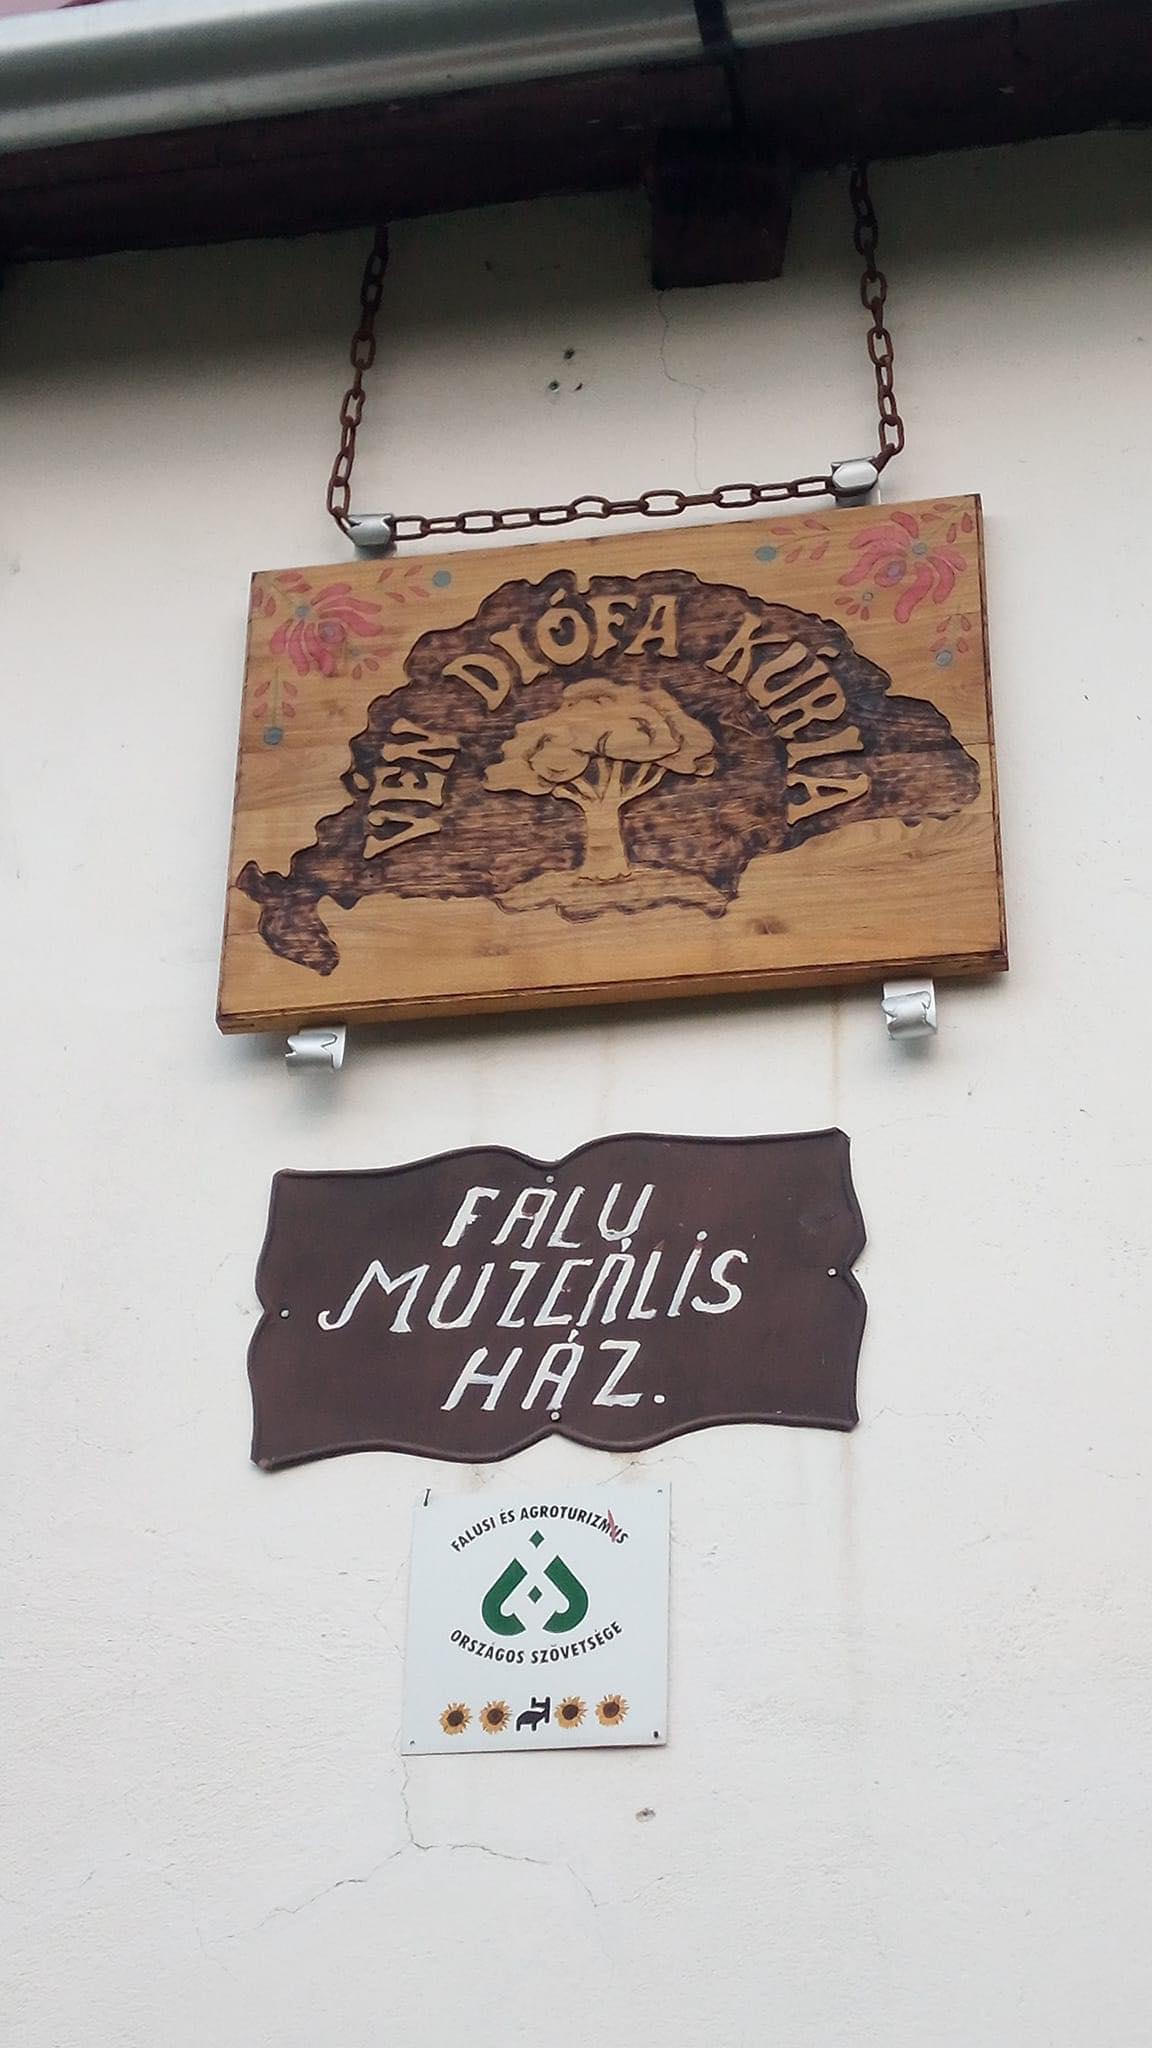 VÉN DIÓFA KÚRIA
FALU
MUZEÁLIS
HÁZ.
FALUSI ÉS AGROTURIZMUS
ORSZÁGOS SZÖVETSÉGE